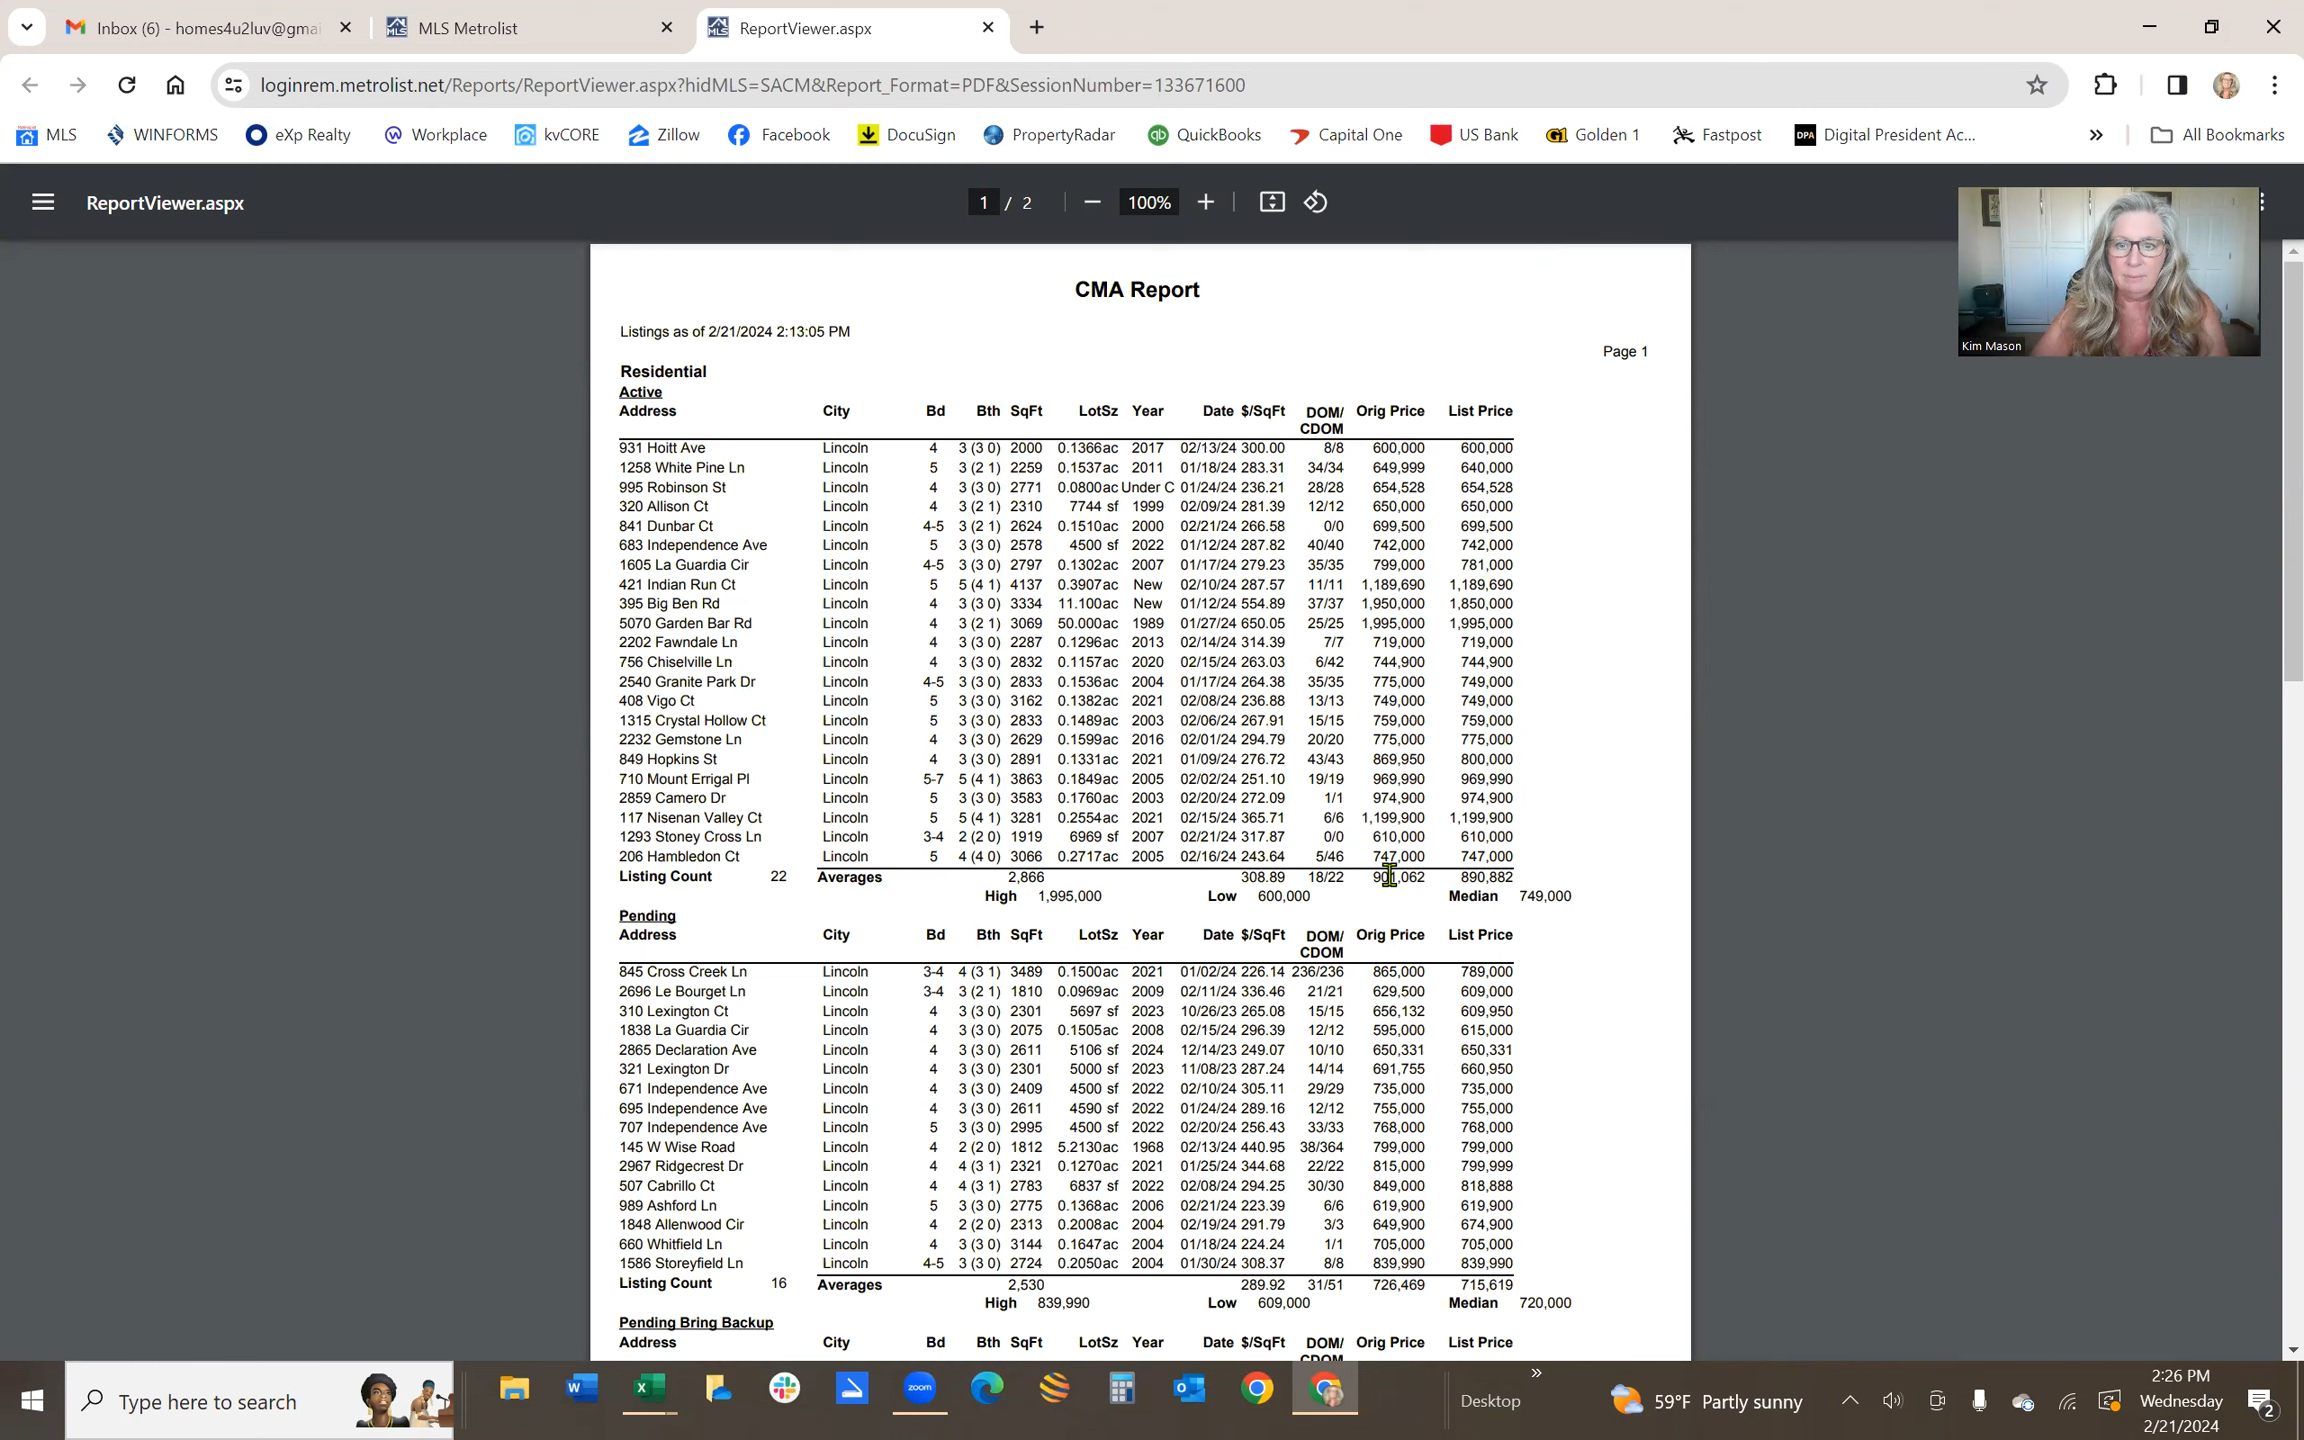 Inbox (6) - homes4u2luv@gmai
MLS Metrolist
ReportViewer.aspx
loginrem.metrolist.net/Reports/ReportViewer.aspx?hidMLS=SACM&Report_Format=PDF&SessionNumber=133671600
MLS WINFORMS eXp Realty Workplace kvCORE Zillow Facebook DocuSign PropertyRadar QuickBooks Capital One US Bank Golden 1 Fastpost Digital President Ac... » All Bookmarks
ReportViewer.aspx 1 / 2 100%
Kim Mason
CMA Report
Listings as of 2/21/2024 2:13:05 PM
Page 1
Residential
Active
Address City Bd Bth SqFt LotSz Year Date $/SqFt DOM/ CDOM Orig Price List Price
931 Hoitt Ave Lincoln 4 3 (3 0) 2000 0.1366ac 2017 02/13/24 300.00 8/8 600,000 600,000
1258 White Pine Ln Lincoln 5 3 (2 1) 2259 0.1537ac 2011 01/18/24 283.31 34/34 649,999 640,000
995 Robinson St Lincoln 4 3 (3 0) 2771 0.0800ac Under C 01/24/24 236.21 28/28 654,528 654,528
320 Allison Ct Lincoln 4 3 (2 1) 2310 7744 sf 1999 02/09/24 281.39 12/12 650,000 650,000
841 Dunbar Ct Lincoln 4-5 3 (2 1) 2624 0.1510ac 2000 02/21/24 266.58 0/0 699,500 699,500
683 Independence Ave Lincoln 5 3 (3 0) 2578 4500 sf 2022 01/12/24 287.82 40/40 742,000 742,000
1605 La Guardia Cir Lincoln 4-5 3 (3 0) 2797 0.1302ac 2007 01/17/24 279.23 35/35 799,000 781,000
421 Indian Run Ct Lincoln 5 5 (4 1) 4137 0.3907ac New 02/10/24 287.57 11/11 1,189,690 1,189,690
395 Big Ben Rd Lincoln 4 3 (3 0) 3334 11.100ac New 01/12/24 554.89 37/37 1,950,000 1,850,000
5070 Garden Bar Rd Lincoln 4 3 (2 1) 3069 50.000ac 1989 01/27/24 650.05 25/25 1,995,000 1,995,000
2202 Fawndale Ln Lincoln 4 3 (3 0) 2287 0.1296ac 2013 02/14/24 314.39 7/7 719,000 719,000
756 Chiselville Ln Lincoln 4 3 (3 0) 2832 0.1157ac 2020 02/15/24 263.03 6/42 744,900 744,900
2540 Granite Park Dr Lincoln 4-5 3 (3 0) 2833 0.1536ac 2004 01/17/24 264.38 35/35 775,000 749,000
408 Vigo Ct Lincoln 5 3 (3 0) 3162 0.1382ac 2021 02/08/24 236.88 13/13 749,000 749,000
1315 Crystal Hollow Ct Lincoln 5 3 (3 0) 2833 0.1489ac 2003 02/06/24 267.91 15/15 759,000 759,000
2232 Gemstone Ln Lincoln 4 3 (3 0) 2629 0.1599ac 2016 02/01/24 294.79 20/20 775,000 775,000
849 Hopkins St Lincoln 4 3 (3 0) 2891 0.1331ac 2021 01/09/24 276.72 43/43 869,950 800,000
710 Mount Errigal Pl Lincoln 5-7 5 (4 1) 3863 0.1849ac 2005 02/02/24 251.10 19/19 969,990 969,990
2859 Camero Dr Lincoln 5 3 (3 0) 3583 0.1760ac 2003 02/20/24 272.09 1/1 974,900 974,900
117 Nisenan Valley Ct Lincoln 5 5 (4 1) 3281 0.2554ac 2021 02/15/24 365.71 6/6 1,199,900 1,199,900
1293 Stoney Cross Ln Lincoln 3-4 2 (2 0) 1919 6969 sf 2007 02/21/24 317.87 0/0 610,000 610,000
206 Hambledon Ct Lincoln 5 4 (4 0) 3066 0.2717ac 2005 02/16/24 243.64 5/46 747,000 747,000
Listing Count 22 Averages 2,866 308.89 18/22 901,062 890,882
High 1,995,000 Low 600,000 Median 749,000
Pending
Address City Bd Bth SqFt LotSz Year Date $/SqFt DOM/ CDOM Orig Price List Price
845 Cross Creek Ln Lincoln 3-4 4 (3 1) 3489 0.1500ac 2021 01/02/24 226.14 236/236 865,000 789,000
2696 Le Bourget Ln Lincoln 3-4 3 (2 1) 1810 0.0969ac 2009 02/11/24 336.46 21/21 629,500 609,000
310 Lexington Ct Lincoln 4 3 (3 0) 2301 5697 sf 2023 10/26/23 265.08 15/15 656,132 609,950
1838 La Guardia Cir Lincoln 4 3 (3 0) 2075 0.1505ac 2008 02/15/24 296.39 12/12 595,000 615,000
2865 Declaration Ave Lincoln 4 3 (3 0) 2611 5106 sf 2024 12/14/23 249.07 10/10 650,331 650,331
321 Lexington Dr Lincoln 4 3 (3 0) 2301 5000 sf 2023 11/08/23 287.24 14/14 691,755 660,950
671 Independence Ave Lincoln 4 3 (3 0) 2409 4500 sf 2022 02/10/24 305.11 29/29 735,000 735,000
695 Independence Ave Lincoln 4 3 (3 0) 2611 4590 sf 2022 01/24/24 289.16 12/12 755,000 755,000
707 Independence Ave Lincoln 5 3 (3 0) 2995 4500 sf 2022 02/20/24 256.43 33/33 768,000 768,000
145 W Wise Road Lincoln 4 2 (2 0) 1812 5.2130ac 1968 02/13/24 440.95 38/364 799,000 799,000
2967 Ridgecrest Dr Lincoln 4 4 (3 1) 2321 0.1270ac 2021 01/25/24 344.68 22/22 815,000 799,999
507 Cabrillo Ct Lincoln 4 4 (3 1) 2783 6837 sf 2022 02/08/24 294.25 30/30 849,000 818,888
989 Ashford Ln Lincoln 5 3 (3 0) 2775 0.1368ac 2006 02/21/24 223.39 6/6 619,900 619,900
1848 Allenwood Cir Lincoln 4 2 (2 0) 2313 0.2008ac 2004 02/19/24 291.79 3/3 649,900 674,900
660 Whitfield Ln Lincoln 4 3 (3 0) 3144 0.1647ac 2004 01/18/24 224.24 1/1 705,000 705,000
1586 Storeyfield Ln Lincoln 4-5 3 (3 0) 2724 0.2050ac 2004 01/30/24 308.37 8/8 839,990 839,990
Listing Count 16 Averages 2,530 289.92 31/51 726,469 715,619
High 839,990 Low 609,000 Median 720,000
Pending Bring Backup
Address City Bd Bth SqFt LotSz Year Date $/SqFt DOM/ CDOM Orig Price List Price
Type here to search zoom Desktop » 59°F Partly sunny 2:26 PM
Wednesday
2/21/2024 2